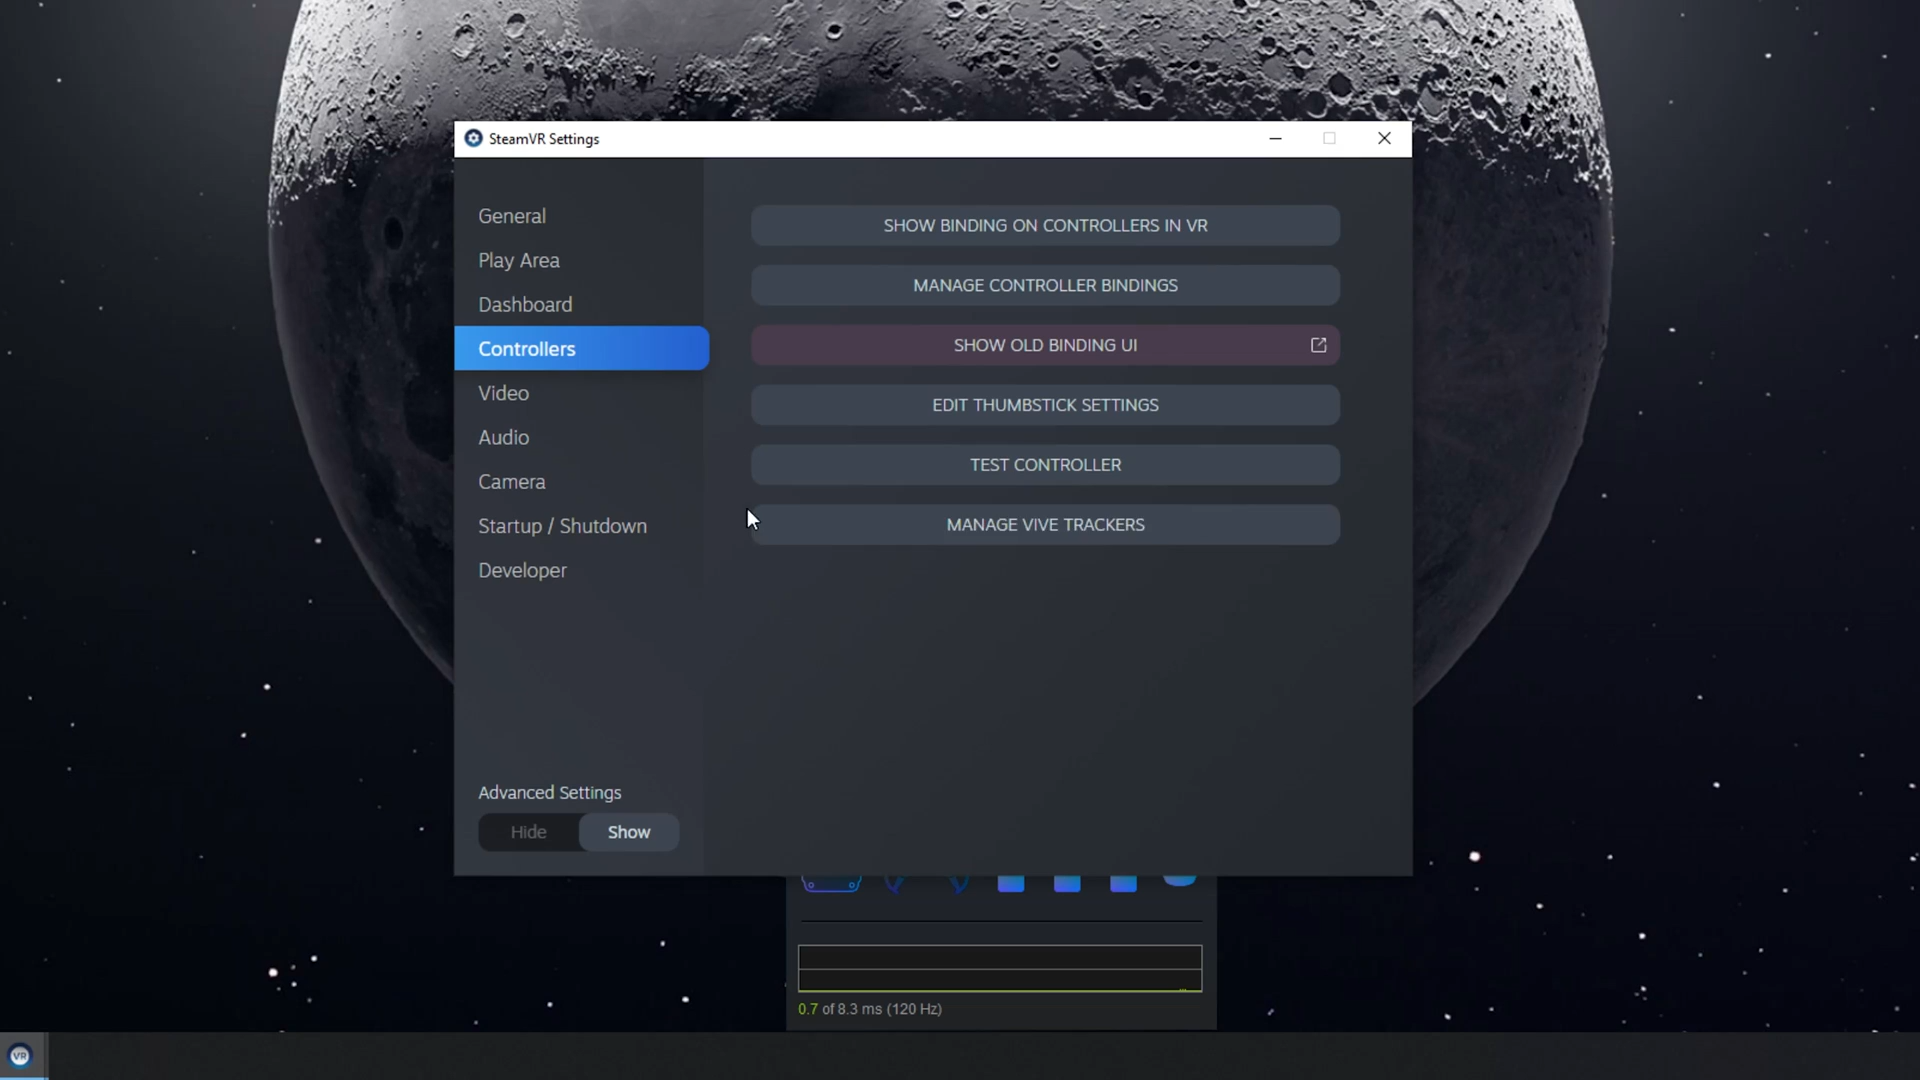 SteamVR Settings
General
Play Area
Dashboard
Controllers
Video
Audio
Camera
Startup / Shutdown
Developer
Advanced Settings
Hide
Show
SHOW BINDING ON CONTROLLERS IN VR
MANAGE CONTROLLER BINDINGS
SHOW OLD BINDING UI
EDIT THUMBSTICK SETTINGS
TEST CONTROLLER
MANAGE VIVE TRACKERS
0.7 of 8.3 ms (120 Hz)
VR